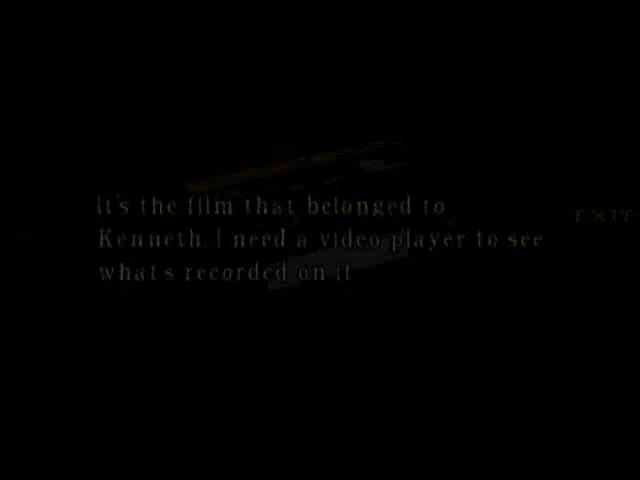 It's the film that belonged to
Kenneth. I need a video player to see
what's recorded on it
EXIT